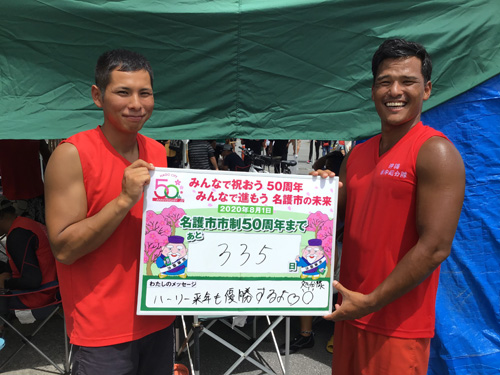 50
みんなで祝おう 50周年
みんなで進もう 名護市の未来
2020年8月1日
名護市市制50周年まで
あと
335
日
わたしのメッセージ
ハーリー来年も優勝するよ〇〇